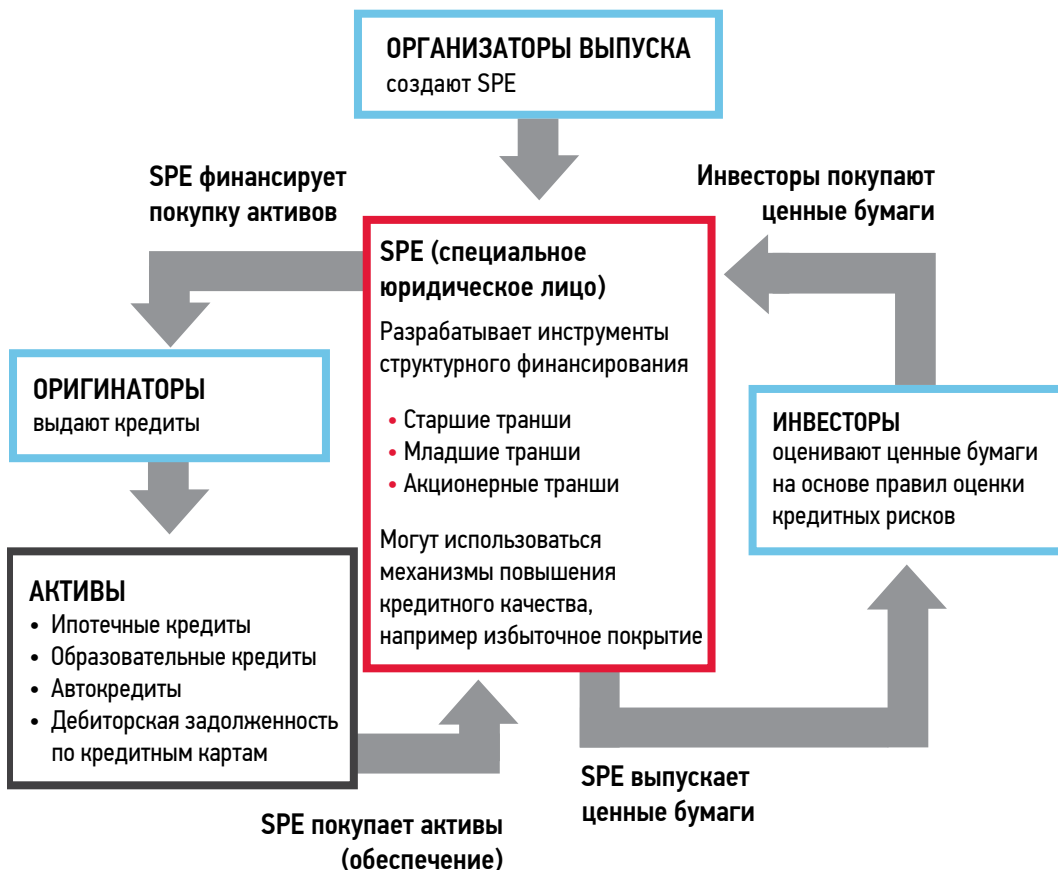 ОРГАНИЗАТОРЫ ВЫПУСКА
создают SPE
SPE финансирует
покупку активов
Инвесторы покупают
ценные бумаги
SPE (специальное
юридическое лицо)
Разрабатывает инструменты
структурного финансирования
• Старшие транши
• Младшие транши
• Акционерные транши
Могут использоваться
механизмы повышения
кредитного качества,
например избыточное покрытие
ОРИГИНАТОРЫ
выдают кредиты
ИНВЕСТОРЫ
оценивают ценные бумаги
на основе правил оценки
кредитных рисков
АКТИВЫ
• Ипотечные кредиты
• Образовательные кредиты
• Автокредиты
• Дебиторская задолженность
по кредитным картам
SPE выпускает
ценные бумаги
SPE покупает активы
(обеспечение)